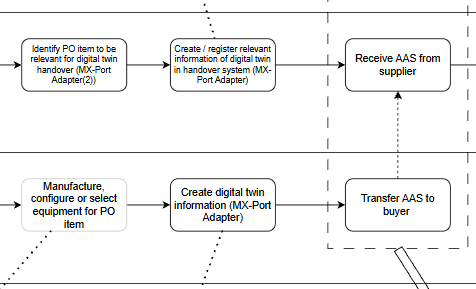 Identify PO item to be
relevant for digital twin
handover (MX-Port
Adapter(2))
Create / register relevant
information of digital twin
in handover system (MX-
Port Adapter)
Receive AAS from
supplier
Manufacture,
configure or select
equipment for PO
item
Create digital twin
information (MX-Port
Adapter)
Transfer AAS to
buyer